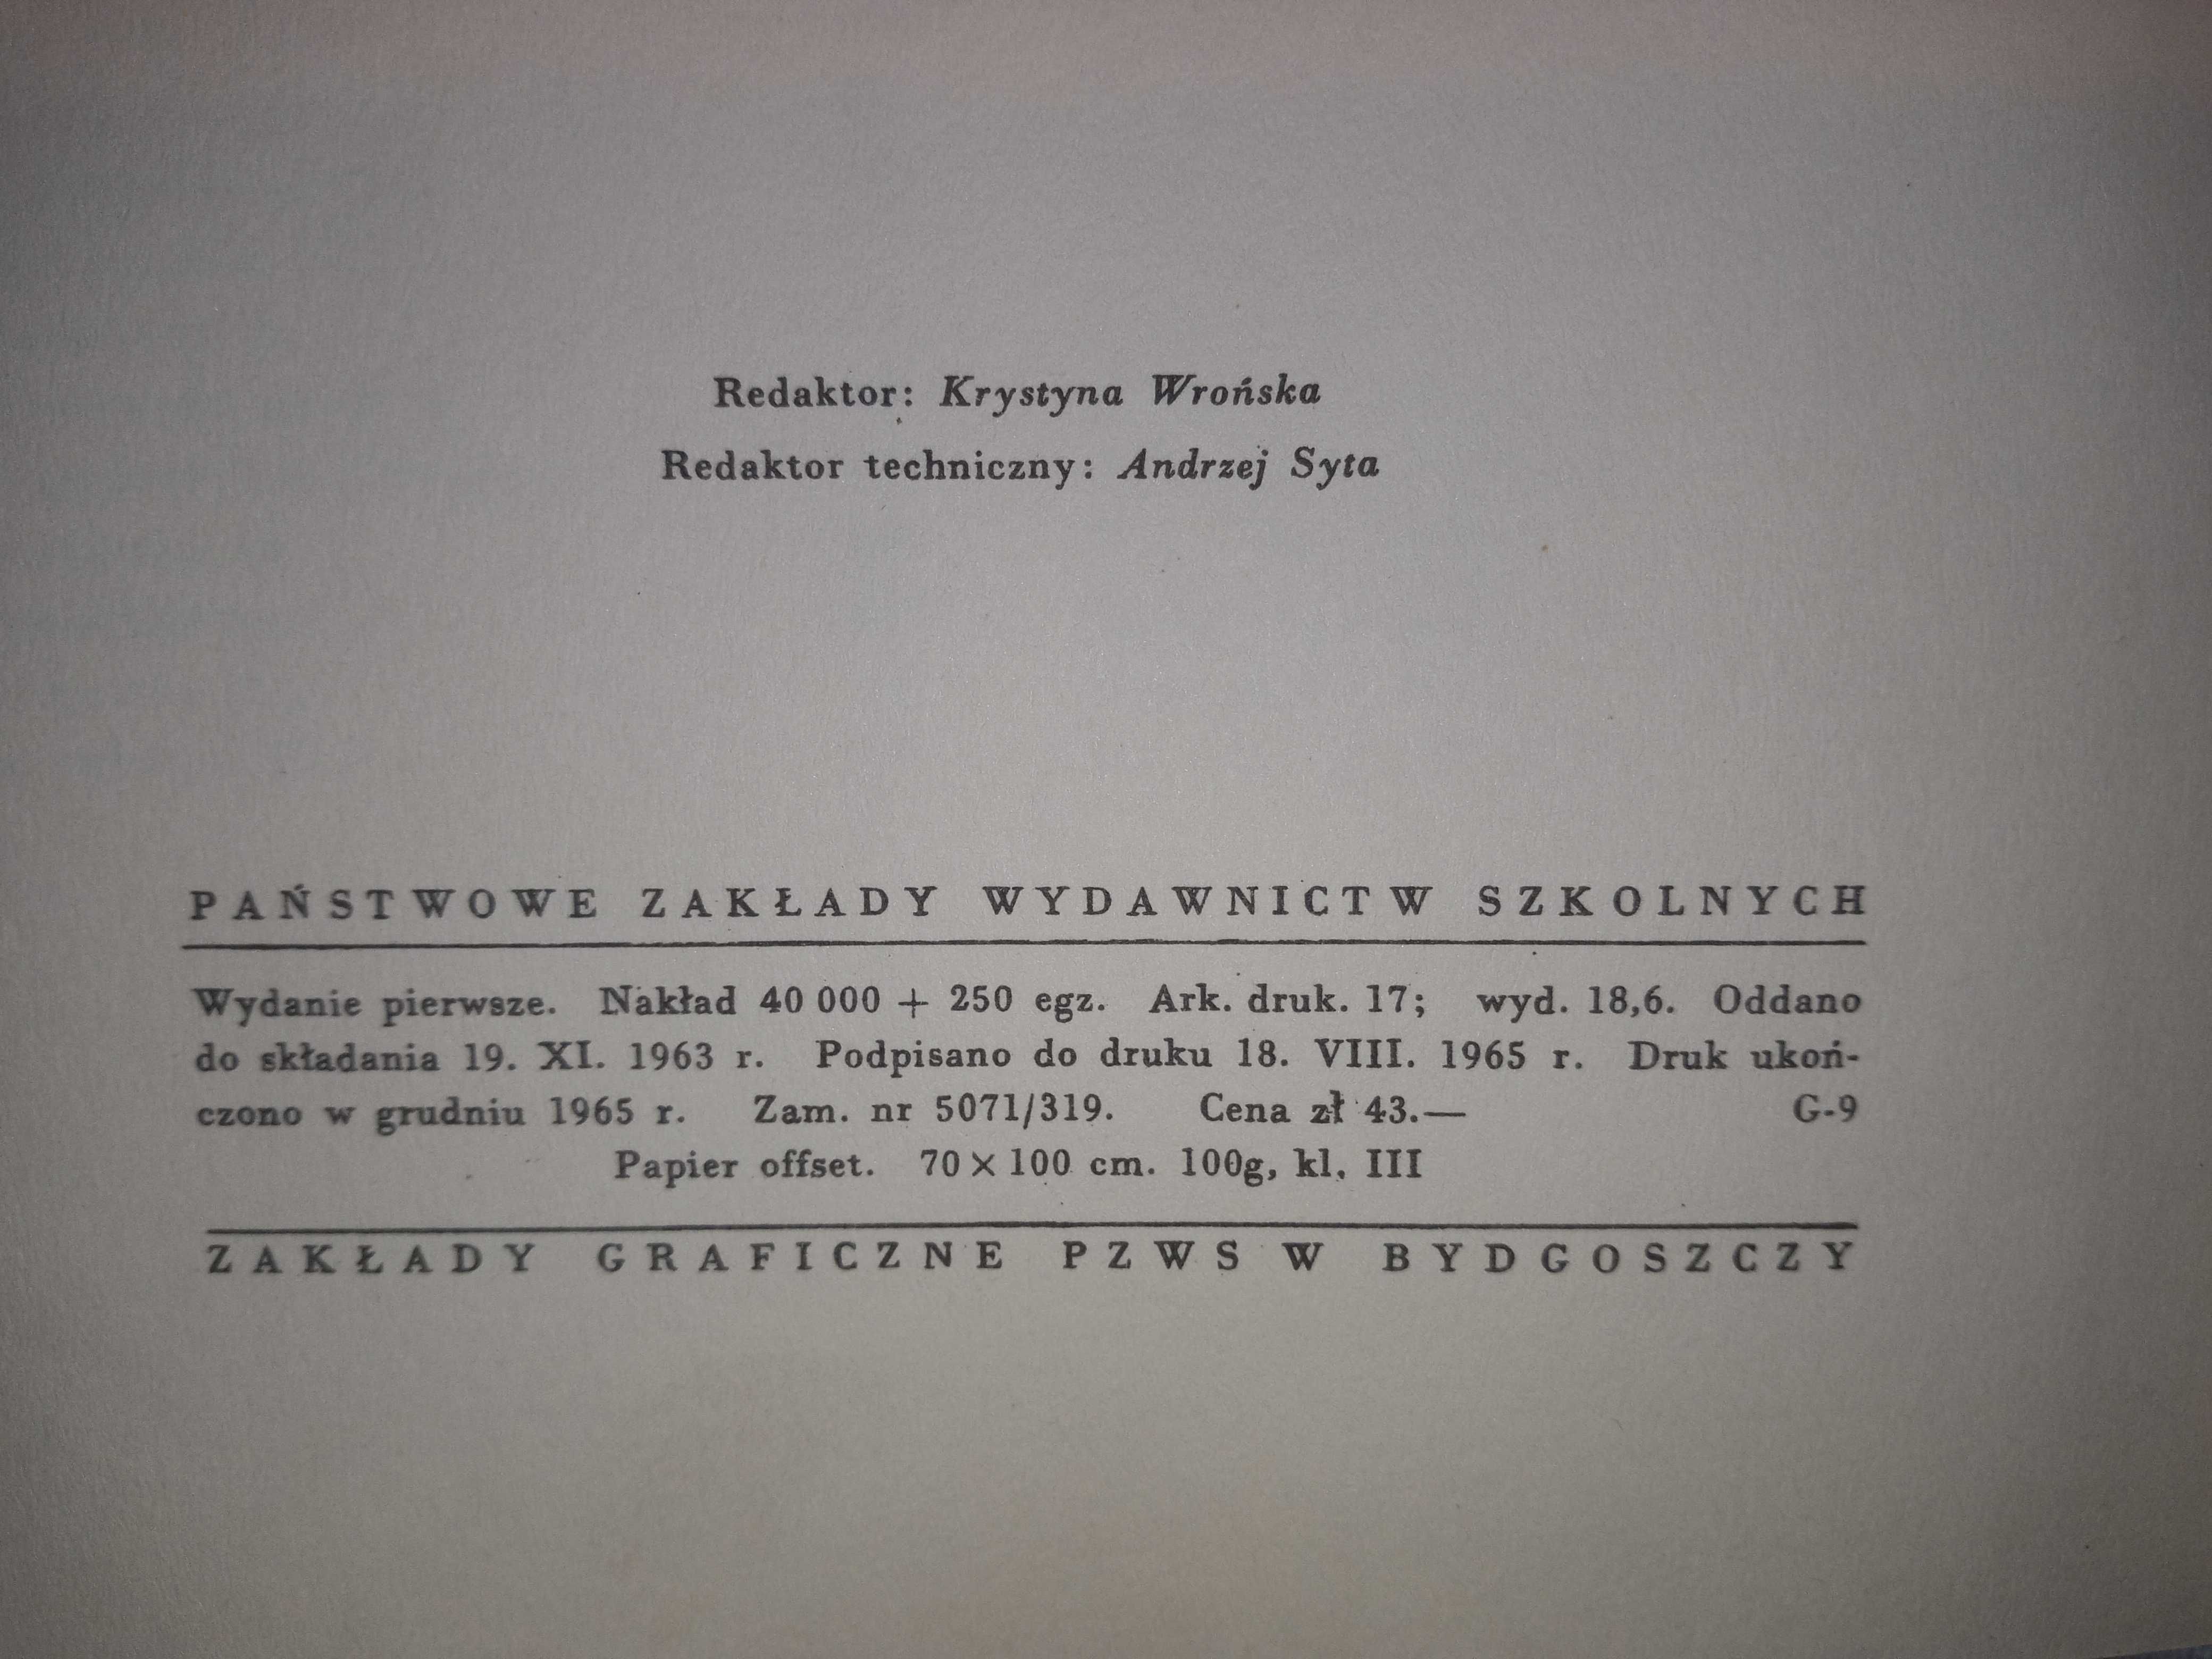 Redaktor: Krystyna Wrońska
Redaktor techniczny: Andrzej Syta
PAŃSTWOWE ZAKŁADY WYDAWNICTW SZKOLNYCH
Wydanie pierwsze. Nakład 40 000 + 250 egz. Ark. druk. 17; wyd. 18,6. Oddano
do składania 19. XI. 1963 r. Podpisano do druku 18. VIII. 1965 r. Druk ukoń-
czono w grudniu 1965 r. Zam. nr 5071/319. Cena zł 43.— G-9
Papier offset. 70 × 100 cm. 100g, kl. III
ZAKŁADY GRAFICZNE PZWS W BYDGOSZCZY